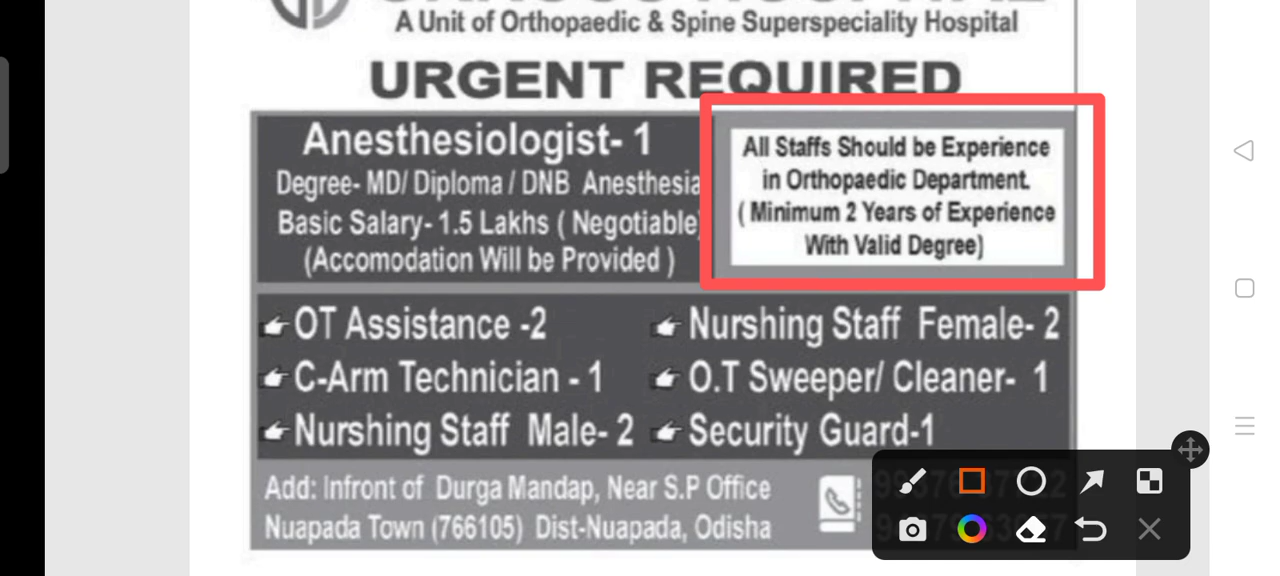 A Unit of Orthopaedic & Spine Superspeciality Hospital
URGENT REQUIRED
Anesthesiologist- 1
Degree- MD/ Diploma / DNB Anesthesia
Basic Salary- 1.5 Lakhs ( Negotiable)
(Accomodation Will be Provided )
All Staffs Should be Experience
in Orthopaedic Department.
( Minimum 2 Years of Experience
With Valid Degree)
OT Assistance -2
Nurshing Staff Female- 2
C-Arm Technician - 1
O.T Sweeper/ Cleaner- 1
Nurshing Staff Male- 2
Security Guard-1
Add: Infront of Durga Mandap, Near S.P Office
Nuapada Town (766105) Dist-Nuapada, Odisha